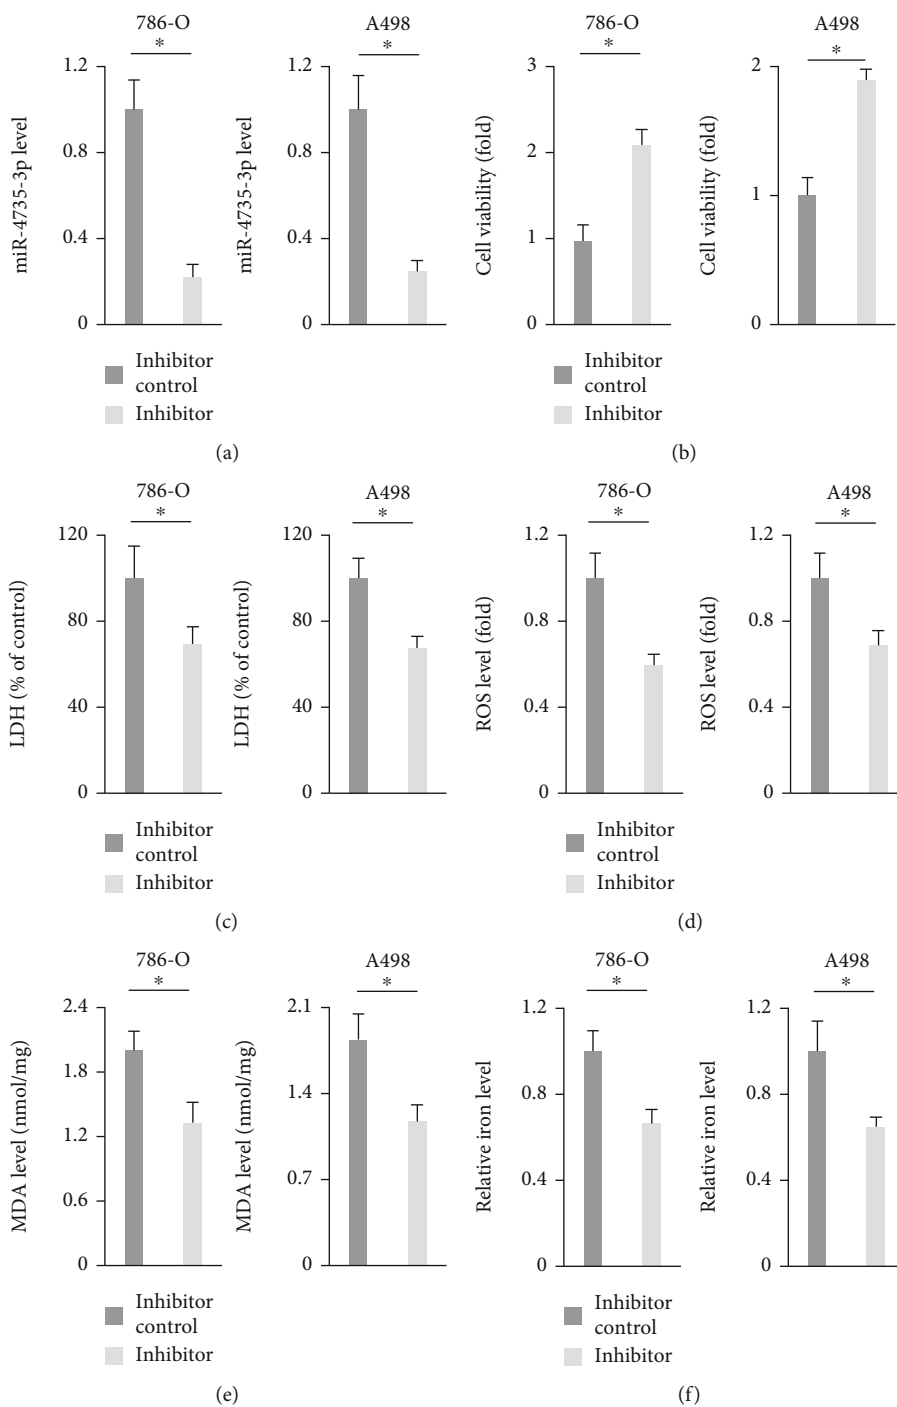 786-O
*
miR-4735-3p level
1.2
0.8
0.4
0
A498
*
miR-4735-3p level
1.2
0.8
0.4
0
Inhibitor
control
Inhibitor
(a)
786-O
*
Cell viability (fold)
3
2
1
0
A498
*
Cell viability (fold)
2
1
0
Inhibitor
control
Inhibitor
(b)
786-O
*
LDH (% of control)
120
80
40
0
A498
*
LDH (% of control)
120
80
40
0
Inhibitor
control
Inhibitor
(c)
786-O
*
ROS level (fold)
1.2
0.8
0.4
0
A498
*
ROS level (fold)
1.2
0.8
0.4
0
Inhibitor
control
Inhibitor
(d)
786-O
*
MDA level (nmol/mg)
2.4
1.8
1.2
0.6
0
A498
*
MDA level (nmol/mg)
2.1
1.4
0.7
0
Inhibitor
control
Inhibitor
(e)
786-O
*
Relative iron level
1.2
0.8
0.4
0
A498
*
Relative iron level
1.2
0.8
0.4
0
Inhibitor
control
Inhibitor
(f)